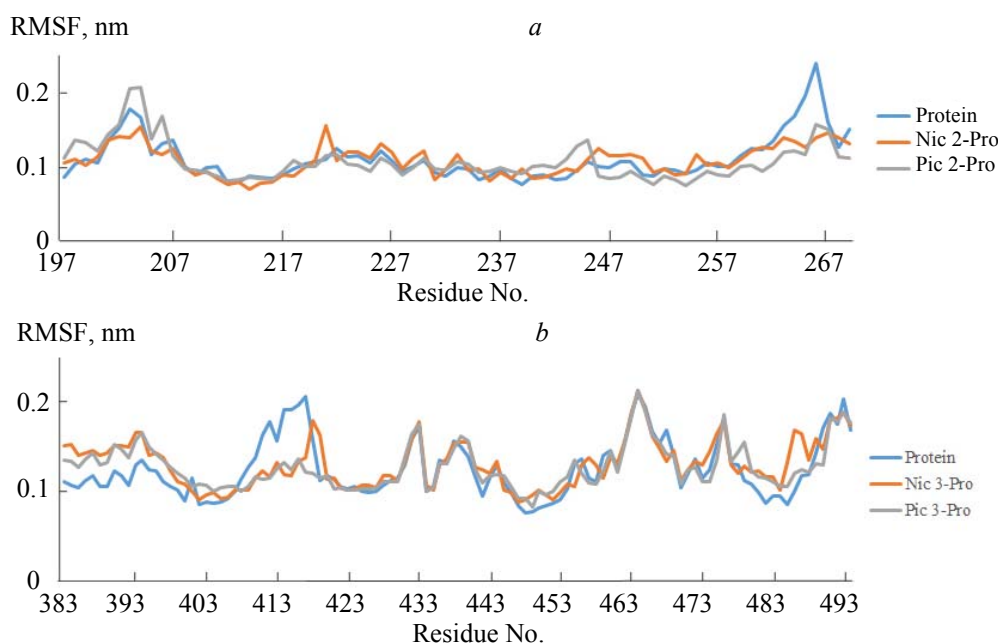 RMSF, nm
a
0.2
Protein
Nic 2-Pro
0.1
Pic 2-Pro
0
197 207 217 227 237 247 257 267
Residue No.
RMSF, nm
b
0.2
Protein
0.1
Nic 3-Pro
Pic 3-Pro
0
383 393 403 413 423 433 443 453 463 473 483 493
Residue No.